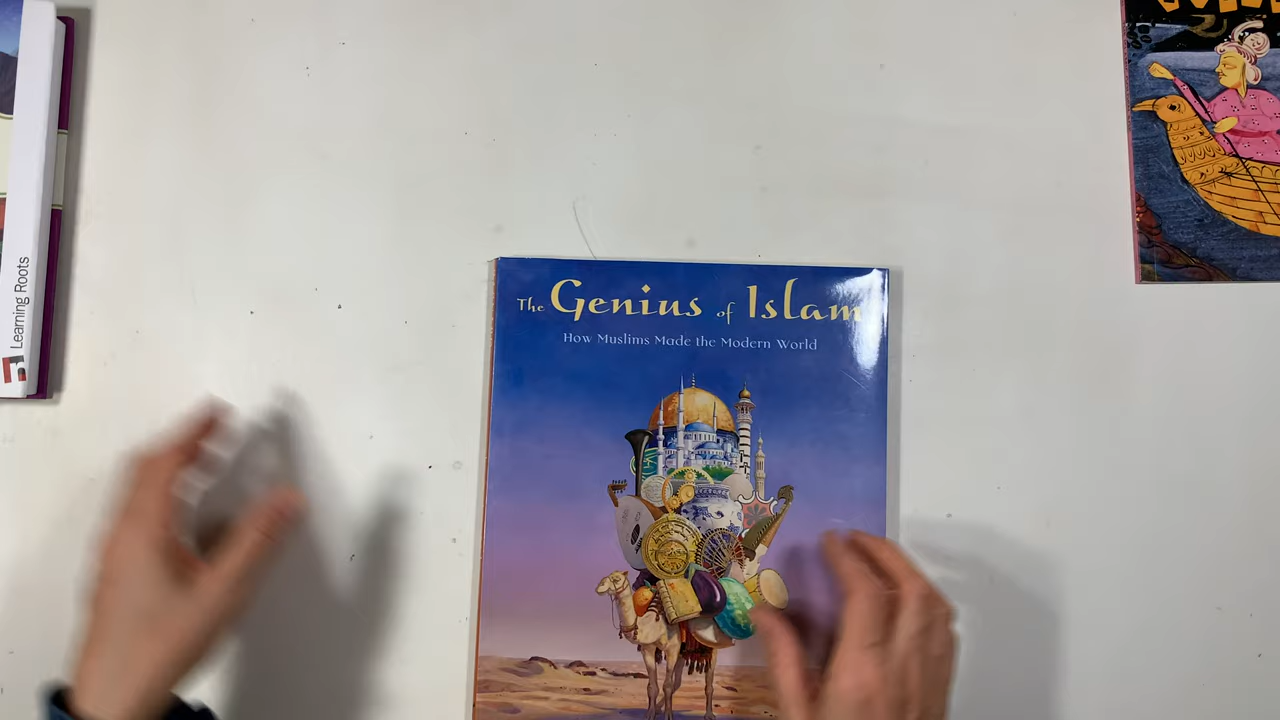 Learning Roots
The Genius of Islam
How Muslims Made the Modern World